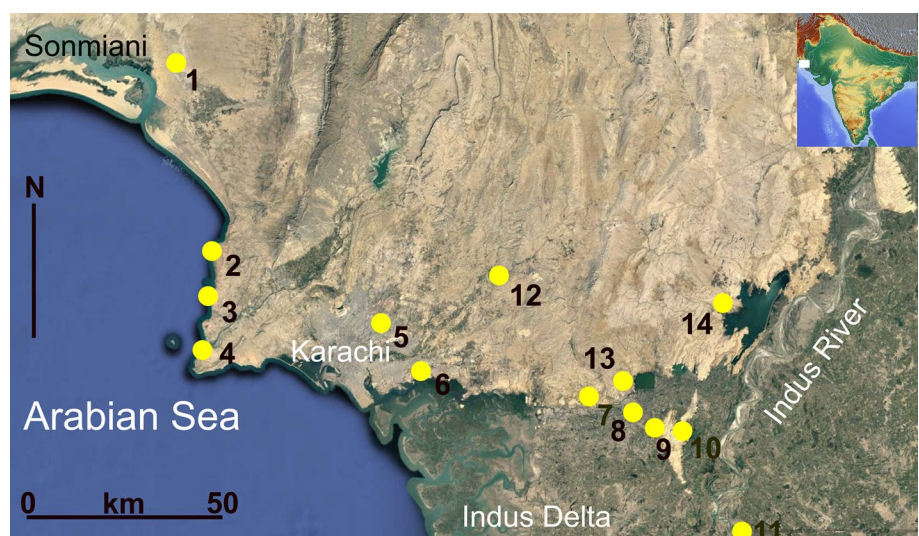 Sonmiani
1
N
2
12
3
14
5
4
Karachi
13
6
Indus River
Arabian Sea
7
8
9
10
0 km 50
Indus Delta
11